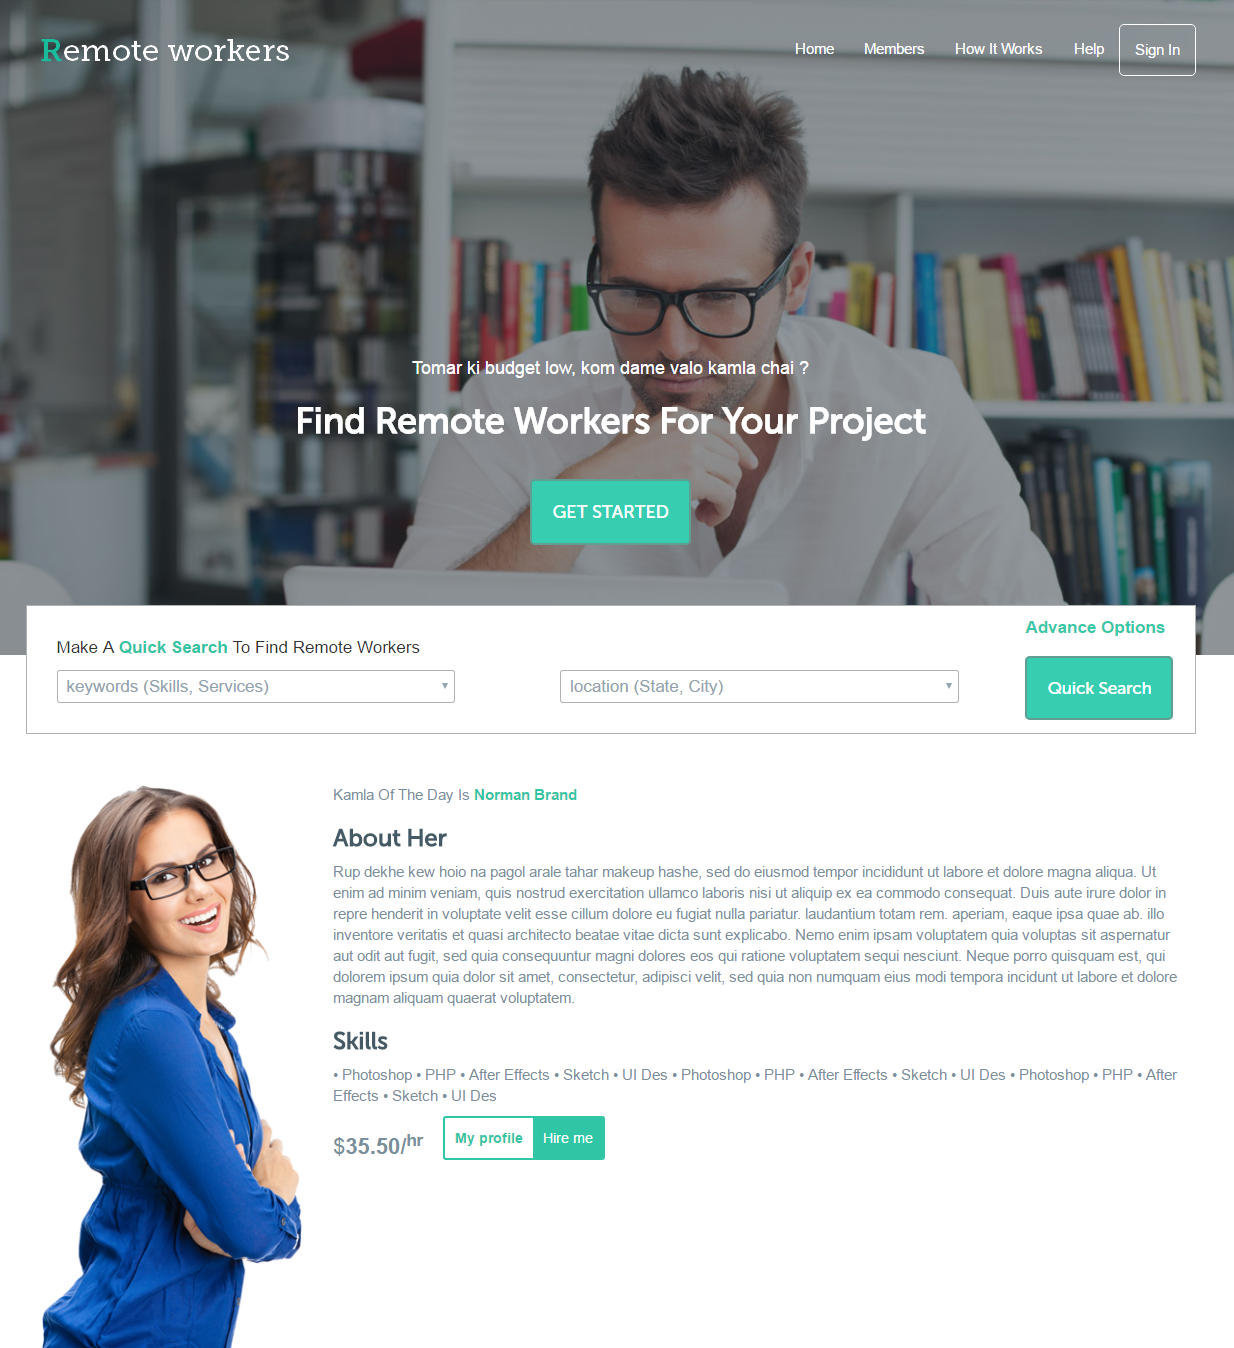 Remote workers
Home Members How It Works Help Sign In
Tomar ki budget low, kom dame valo kamla chai ?
Find Remote Workers For Your Project
GET STARTED
Advance Options
Make A Quick Search To Find Remote Workers
keywords (Skills, Services)
location (State, City)
Quick Search
Kamla Of The Day Is Norman Brand
About Her
Rup dekhe kew hoio na pagol arale tahar makeup hashe, sed do eiusmod tempor incididunt ut labore et dolore magna aliqua. Ut
enim ad minim veniam, quis nostrud exercitation ullamco laboris nisi ut aliquip ex ea commodo consequat. Duis aute irure dolor in
repre henderit in voluptate velit esse cillum dolore eu fugiat nulla pariatur. laudantium totam rem. aperiam, eaque ipsa quae ab. illo
inventore veritatis et quasi architecto beatae vitae dicta sunt explicabo. Nemo enim ipsam voluptatem quia voluptas sit aspernatur
aut odit aut fugit, sed quia consequuntur magni dolores eos qui ratione voluptatem sequi nesciunt. Neque porro quisquam est, qui
dolorem ipsum quia dolor sit amet, consectetur, adipisci velit, sed quia non numquam eius modi tempora incidunt ut labore et dolore
magnam aliquam quaerat voluptatem.
Skills
• Photoshop • PHP • After Effects • Sketch • UI Des • Photoshop • PHP • After Effects • Sketch • UI Des • Photoshop • PHP • After
Effects • Sketch • UI Des
$35.50/hr
My profile Hire me